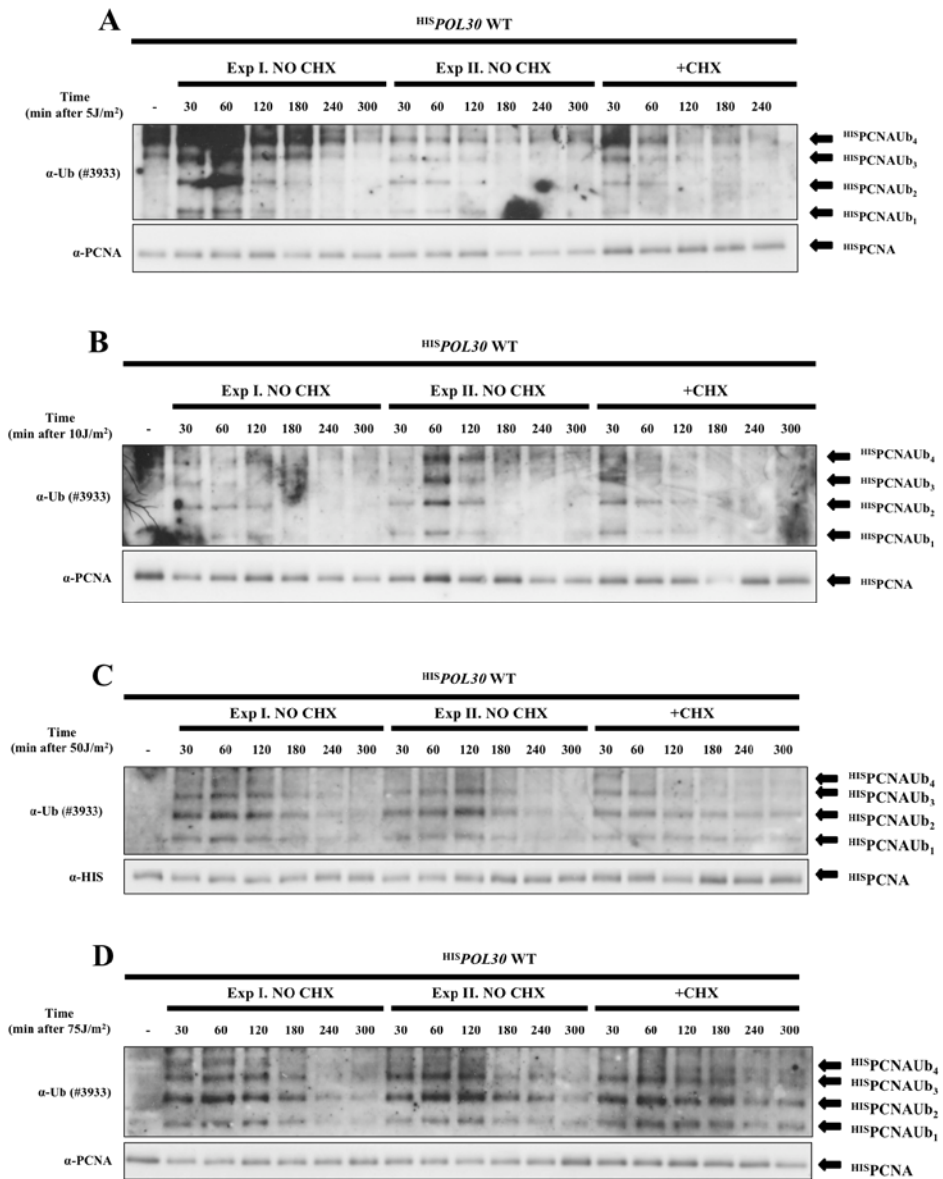 A
HISPOL30 WT
Exp I. NO CHX Exp II. NO CHX +CHX
Time
(min after 5J/m²) - 30 60 120 180 240 300 30 60 120 180 240 300 30 60 120 180 240
α-Ub (#3933)
HISPCNAUb4
HISPCNAUb3
HISPCNAUb2
HISPCNAUb1
α-PCNA HISPCNA
B
HISPOL30 WT
Exp I. NO CHX Exp II. NO CHX +CHX
Time
(min after 10J/m²) - 30 60 120 180 240 300 30 60 120 180 240 300 30 60 120 180 240 300
α-Ub (#3933)
HISPCNAUb4
HISPCNAUb3
HISPCNAUb2
HISPCNAUb1
α-PCNA HISPCNA
C
HISPOL30 WT
Exp I. NO CHX Exp II. NO CHX +CHX
Time
(min after 50J/m²) - 30 60 120 180 240 300 30 60 120 180 240 300 30 60 120 180 240 300
α-Ub (#3933)
HISPCNAUb4
HISPCNAUb3
HISPCNAUb2
HISPCNAUb1
α-HIS HISPCNA
D
HISPOL30 WT
Exp I. NO CHX Exp II. NO CHX +CHX
Time
(min after 75J/m²) - 30 60 120 180 240 300 30 60 120 180 240 300 30 60 120 180 240 300
α-Ub (#3933)
HISPCNAUb4
HISPCNAUb3
HISPCNAUb2
HISPCNAUb1
α-PCNA HISPCNA